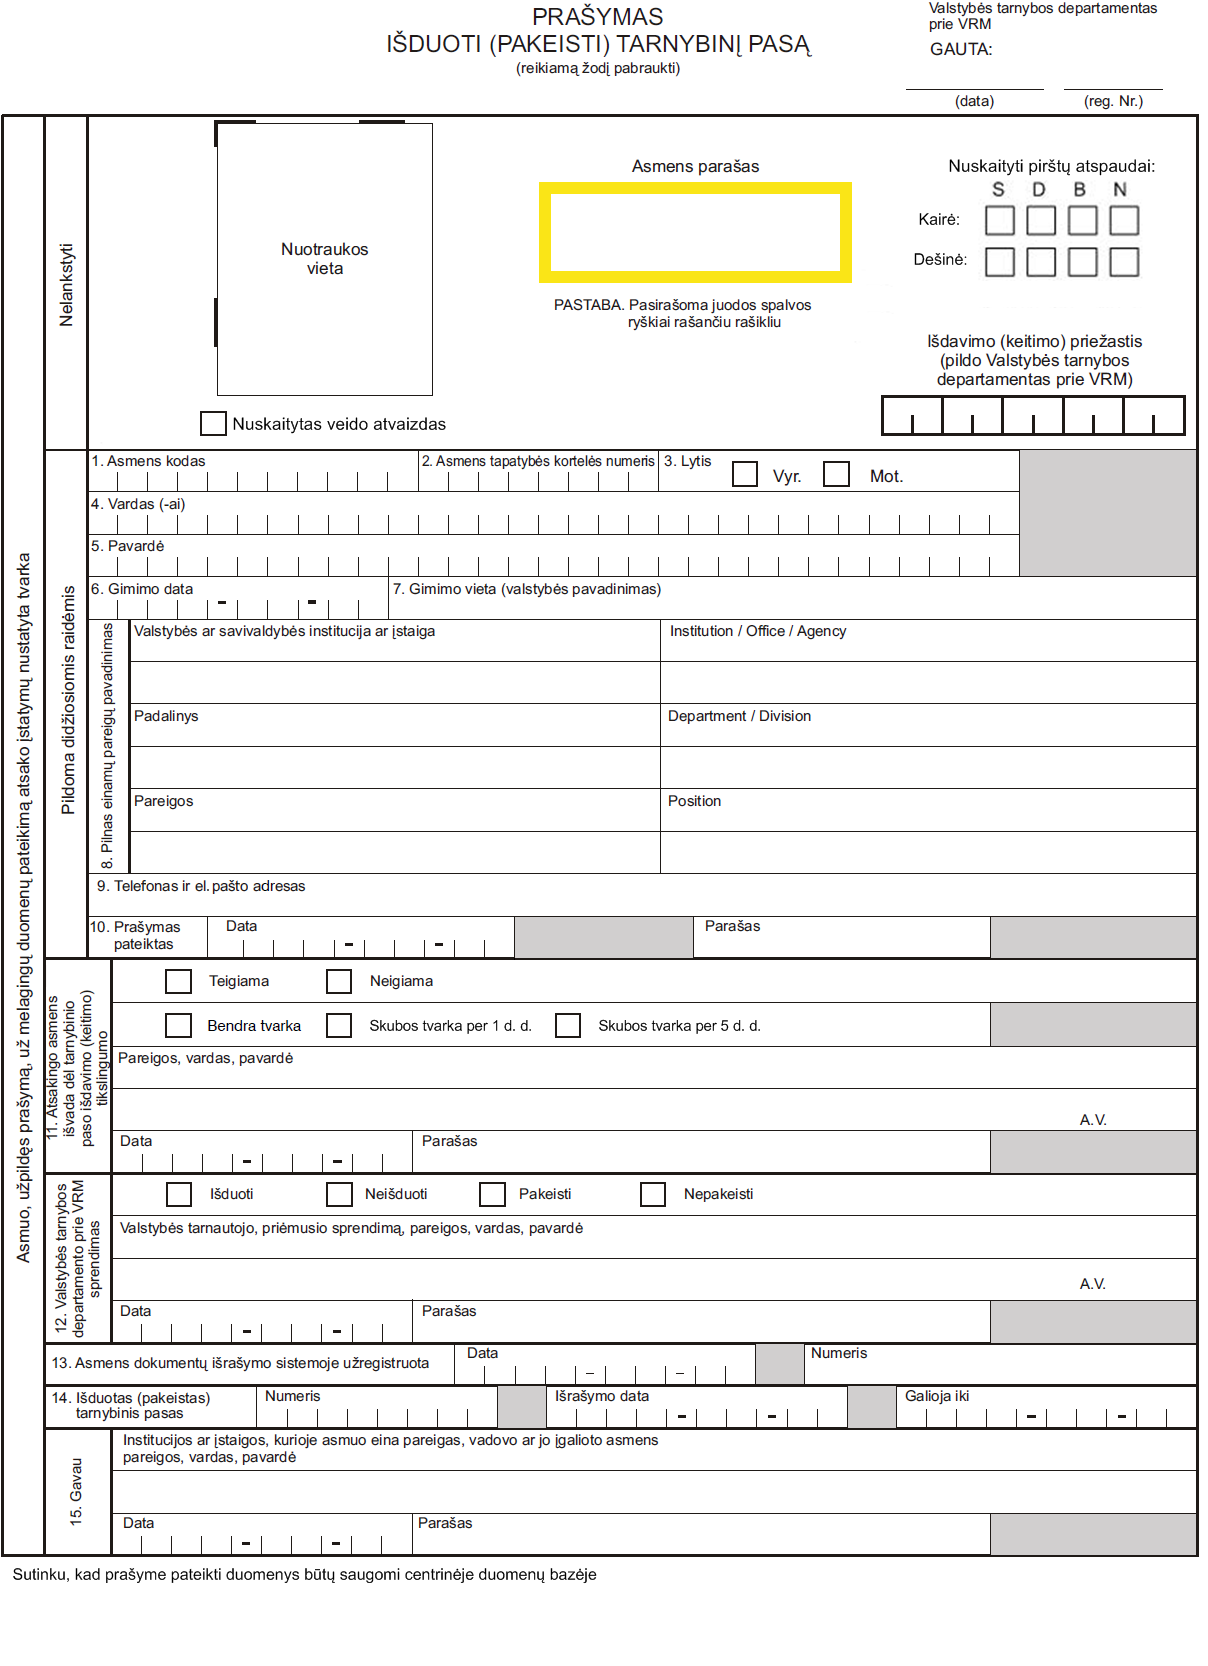 PRAŠYMAS
IŠDUOTI (PAKEISTI) TARNYBINĮ PASĄ
(reikiamą žodį pabraukti)
Valstybės tarnybos departamentas
prie VRM
GAUTA:
(data)
(reg. Nr.)
Asmuo, užpildęs prašymą, už melagingų duomenų pateikimą atsako įstatymų nustatyta tvarka
Nelankstyti
Nuotraukos
vieta
Nuskaitytas veido atvaizdas
Asmens parašas
PASTABA. Pasirašoma juodos spalvos
ryškiai rašančiu rašikliu
Nuskaityti pirštų atspaudai:
S D B N
Kairė:
Dešinė:
Išdavimo (keitimo) priežastis
(pildo Valstybės tarnybos
departamentas prie VRM)
Pildoma didžiosiomis raidėmis
1. Asmens kodas
2. Asmens tapatybės kortelės numeris
3. Lytis
Vyr.
Mot.
4. Vardas (-ai)
5. Pavardė
6. Gimimo data
- -
7. Gimimo vieta (valstybės pavadinimas)
8. Pilnas einamų pareigų pavadinimas
Valstybės ar savivaldybės institucija ar įstaiga
Institution / Office / Agency
Padalinys
Department / Division
Pareigos
Position
9. Telefonas ir el. pašto adresas
10. Prašymas
pateiktas
Data
- -
Parašas
11. Atsakingo asmens
išvada dėl tarnybinio
paso išdavimo (keitimo)
tikslingumo
Teigiama
Neigiama
Bendra tvarka
Skubos tvarka per 1 d. d.
Skubos tvarka per 5 d. d.
Pareigos, vardas, pavardė
A.V.
Data
- -
Parašas
12. Valstybės tarnybos
departamento prie VRM
sprendimas
Išduoti
Neišduoti
Pakeisti
Nepakeisti
Valstybės tarnautojo, priėmusio sprendimą, pareigos, vardas, pavardė
A.V.
Data
- -
Parašas
13. Asmens dokumentų išrašymo sistemoje užregistruota
Data
- -
Numeris
14. Išduotas (pakeistas)
tarnybinis pasas
Numeris
Išrašymo data
- -
Galioja iki
- -
15. Gavau
Institucijos ar įstaigos, kurioje asmuo eina pareigas, vadovo ar jo įgalioto asmens
pareigos, vardas, pavardė
Data
- -
Parašas
Sutinku, kad prašyme pateikti duomenys būtų saugomi centrinėje duomenų bazėje